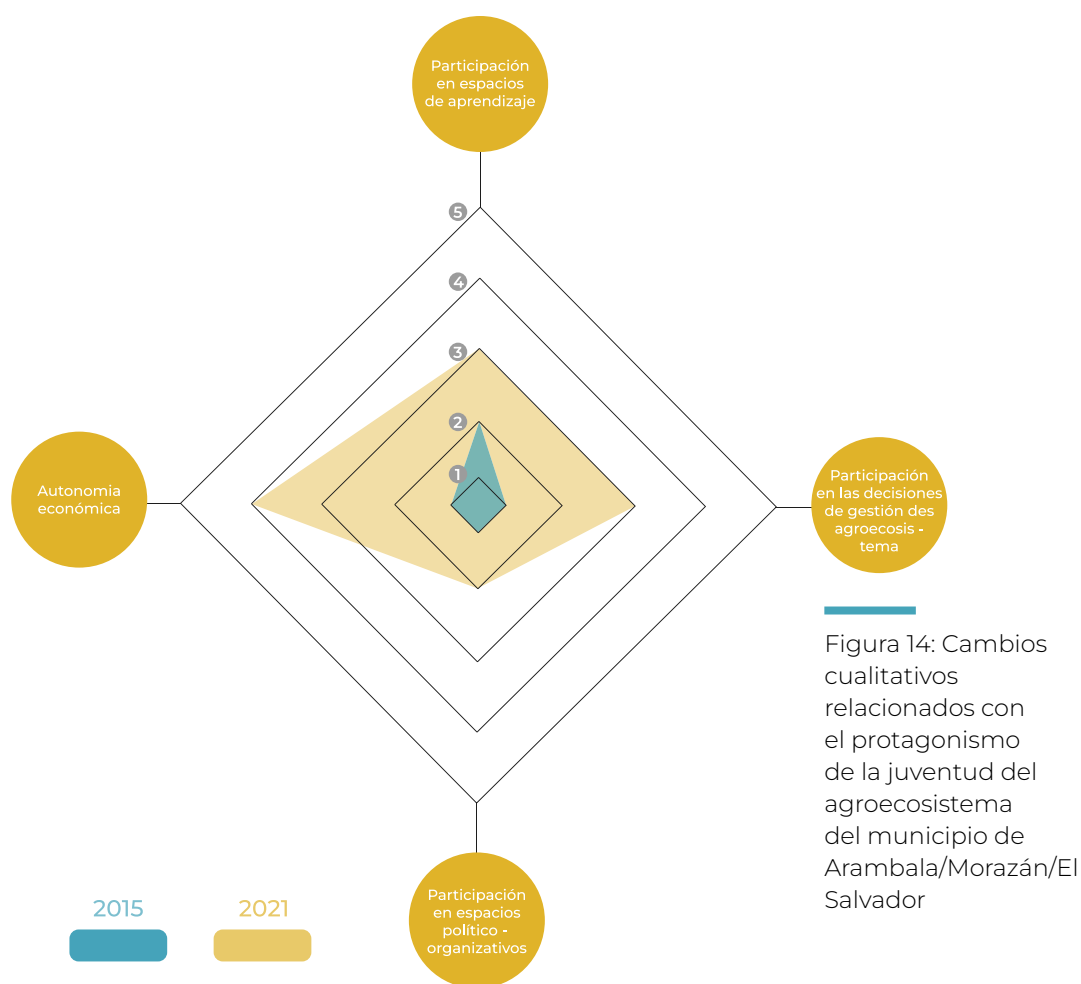 Participación
en espacios
de aprendizaje
5
4
3
2
1
Autonomia
económica
Participación
en las decisiones
de gestión des
agroecosis -
tema
Participación
en espacios
político -
organizativos
2015
2021
Figura 14: Cambios
cualitativos
relacionados con
el protagonismo
de la juventud del
agroecosistema
del municipio de
Arambala/Morazán/El
Salvador